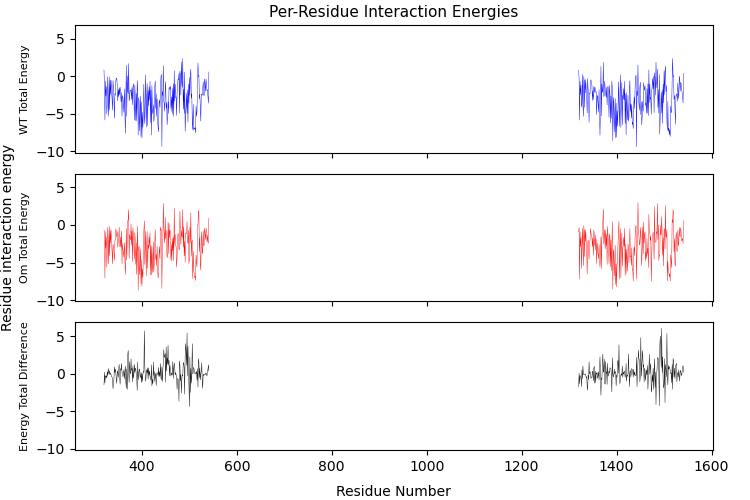 Per-Residue Interaction Energies
Residue interaction energy
WT Total Energy
5
0
−5
−10
Om Total Energy
5
0
−5
−10
Energy Total Difference
5
0
−5
−10
400 600 800 1000 1200 1400 1600
Residue Number